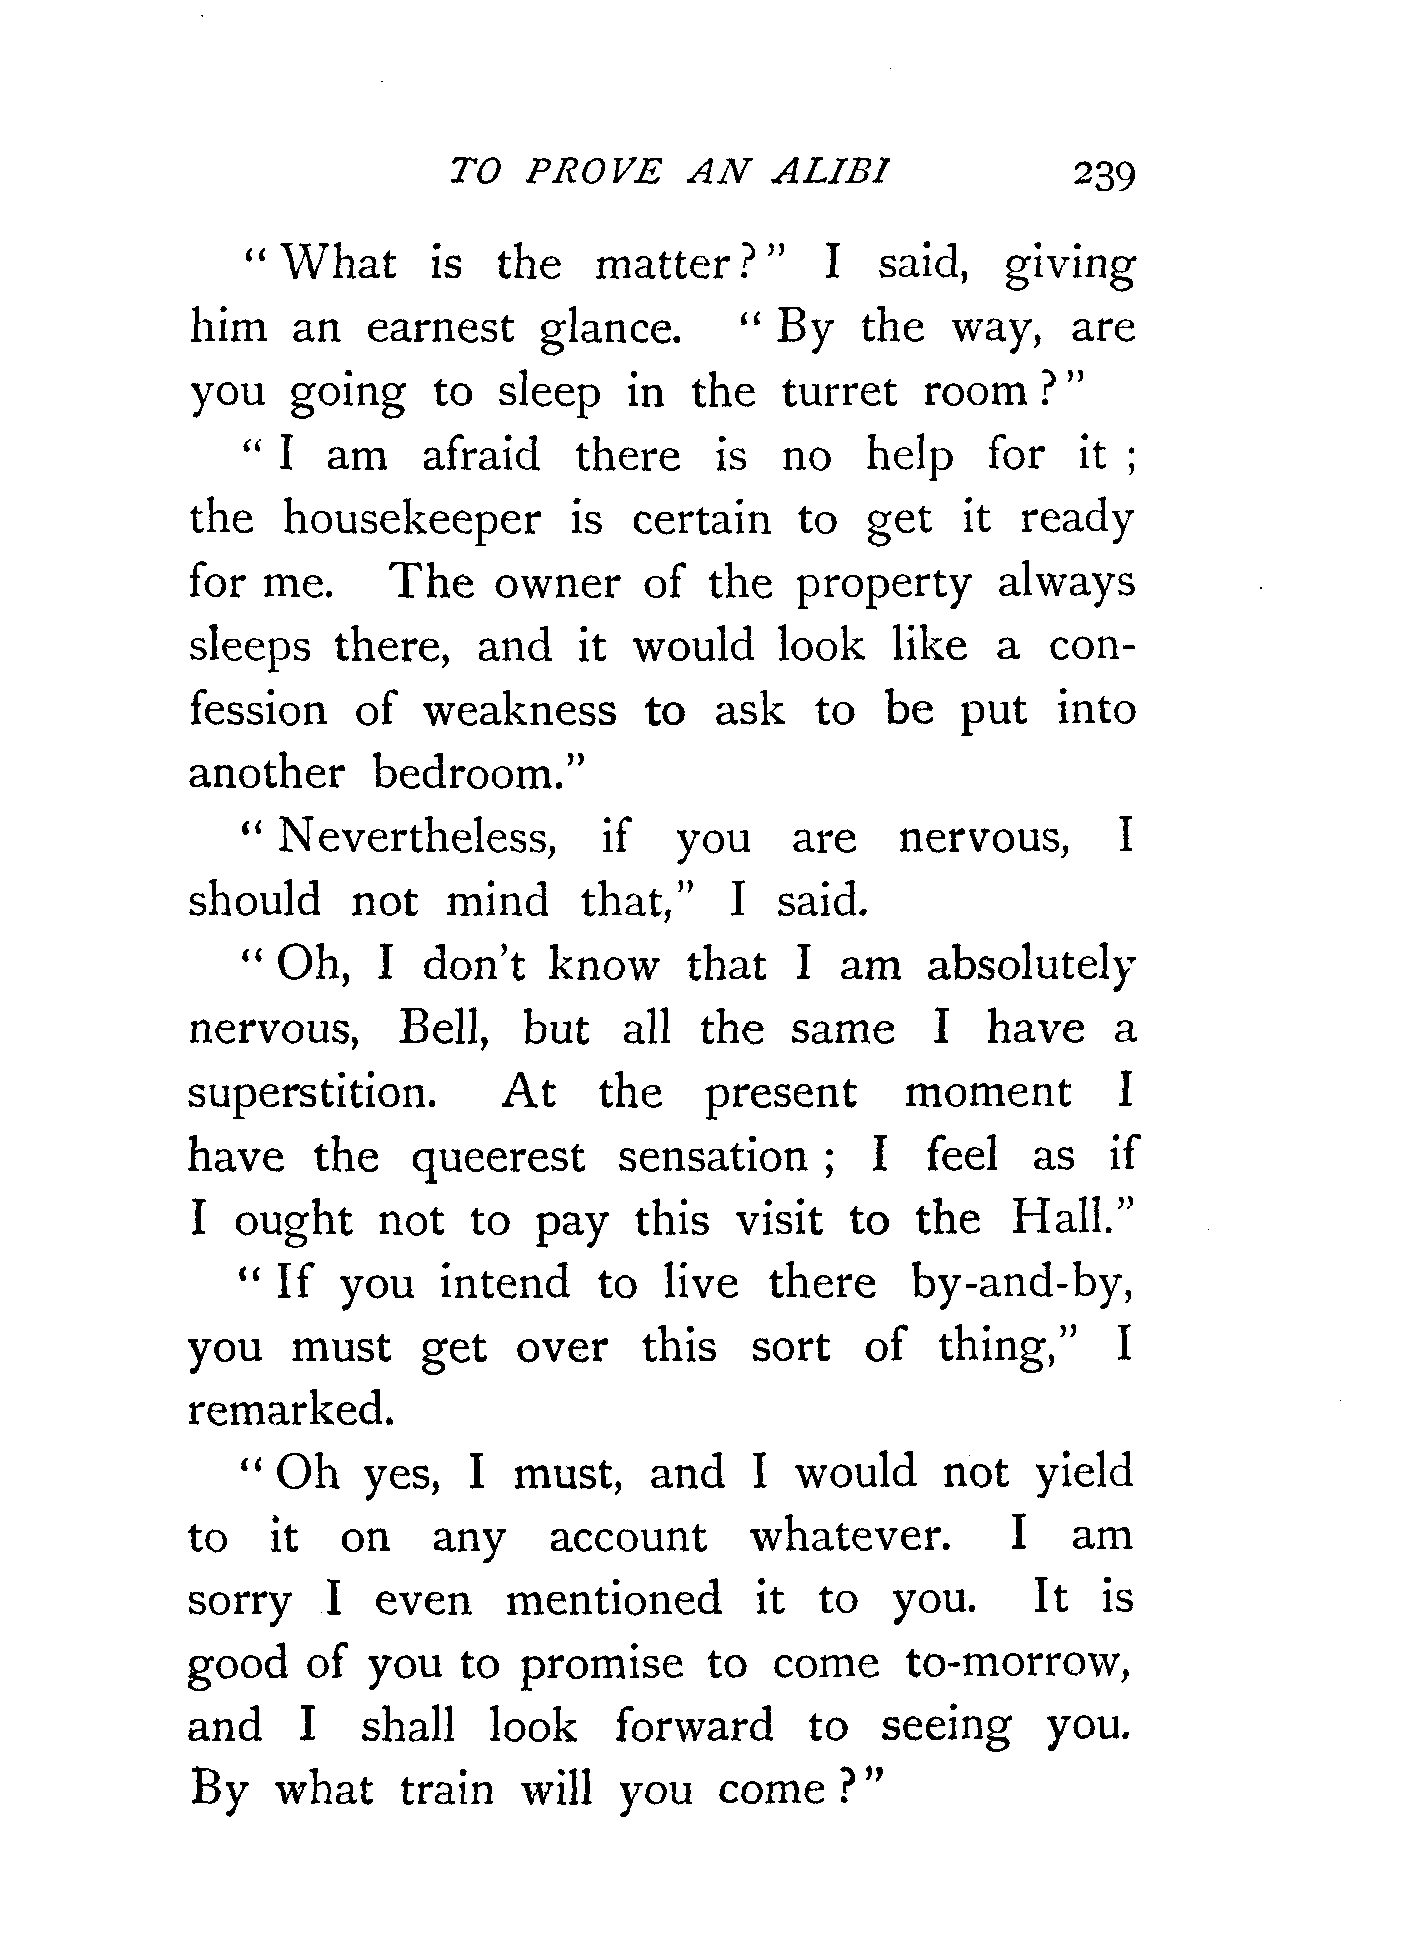 TO PROVE AN ALIBI 239
“ What is the matter ? ” I said, giving
him an earnest glance. “ By the way, are
you going to sleep in the turret room ? ”
“ I am afraid there is no help for it ;
the housekeeper is certain to get it ready
for me. The owner of the property always
sleeps there, and it would look like a con-
fession of weakness to ask to be put into
another bedroom.”
“ Nevertheless, if you are nervous, I
should not mind that,” I said.
“ Oh, I don’t know that I am absolutely
nervous, Bell, but all the same I have a
superstition. At the present moment I
have the queerest sensation ; I feel as if
I ought not to pay this visit to the Hall.”
“ If you intend to live there by-and-by,
you must get over this sort of thing,” I
remarked.
“ Oh yes, I must, and I would not yield
to it on any account whatever. I am
sorry I even mentioned it to you. It is
good of you to promise to come to-morrow,
and I shall look forward to seeing you.
By what train will you come ? ”